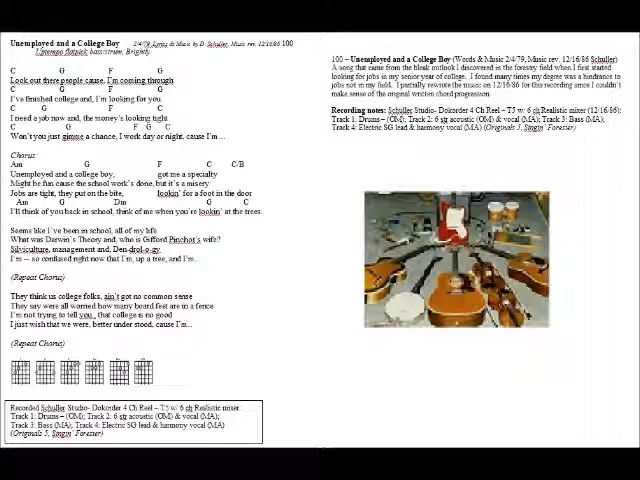 Unemployed and a College Boy 2/4/79, Lyrics & Music by D. Schuller, Music rev. 12/16/86 100
Uptempo flatpick bass/strum, Brightly
C G F G
Look out there people cause, I'm coming through
C G F G
I've finished college and, I'm looking for you
C G C
I need a job now and, the money's looking tight
C G F G C
Won't you just gimme a chance, I work day or night, cause I'm…
Chorus:
Am G F C C/B
Unemployed and a college boy, got me a specialty
Might be fun cause the school work's done, but it's a misery
Jobs are tight, they put on the bite, lookin' for a foot in the door
Am G Dm G C
I'll think of you back in school, think of me when you're lookin' at the trees.
Seems like I've been in school, all of my life
What was Darwin's Theory and, who is Gifford Pinchot's wife?
Silviculture, management and, Den-drol-o-gy
I'm -- so confused right now that I'm, up a tree, and I'm...
(Repeat Chorus)
They think us college folks, ain't got no common sense
They say were all worried how many board feet are in a fence
I'm not trying to tell you , that college is no good
I just wish that we were, better under stood, cause I'm…
(Repeat Chorus)
Recorded Schuller Studio- Dokorder 4 Ch Reel – T5 w/ 6 ch Realistic mixer:
Track 1: Drums – (OM); Track 2: 6 str acoustic (OM) & vocal (MA);
Track 3: Bass (MA); Track 4: Electric SG lead & harmony vocal (MA)
(Originals 5, Singin' Forester)
100 – Unemployed and a College Boy (Words & Music 2/4/79, Music rev. 12/16/86 Schuller)
A song that came from the bleak outlook I discovered in the forestry field when I first started
looking for jobs in my senior year of college. I found many times my degree was a hindrance to
jobs not in my field. I partially rewrote the music on 12/16/86 for this recording since I couldn't
make sense of the original written chord progression.
Recording notes: Schuller Studio- Dokorder 4 Ch Reel – T5 w/ 6 ch Realistic mixer (12/16/86):
Track 1: Drums – (OM); Track 2: 6 str acoustic (OM) & vocal (MA); Track 3: Bass (MA);
Track 4: Electric SG lead & harmony vocal (MA) (Originals 5, Singin' Forester)